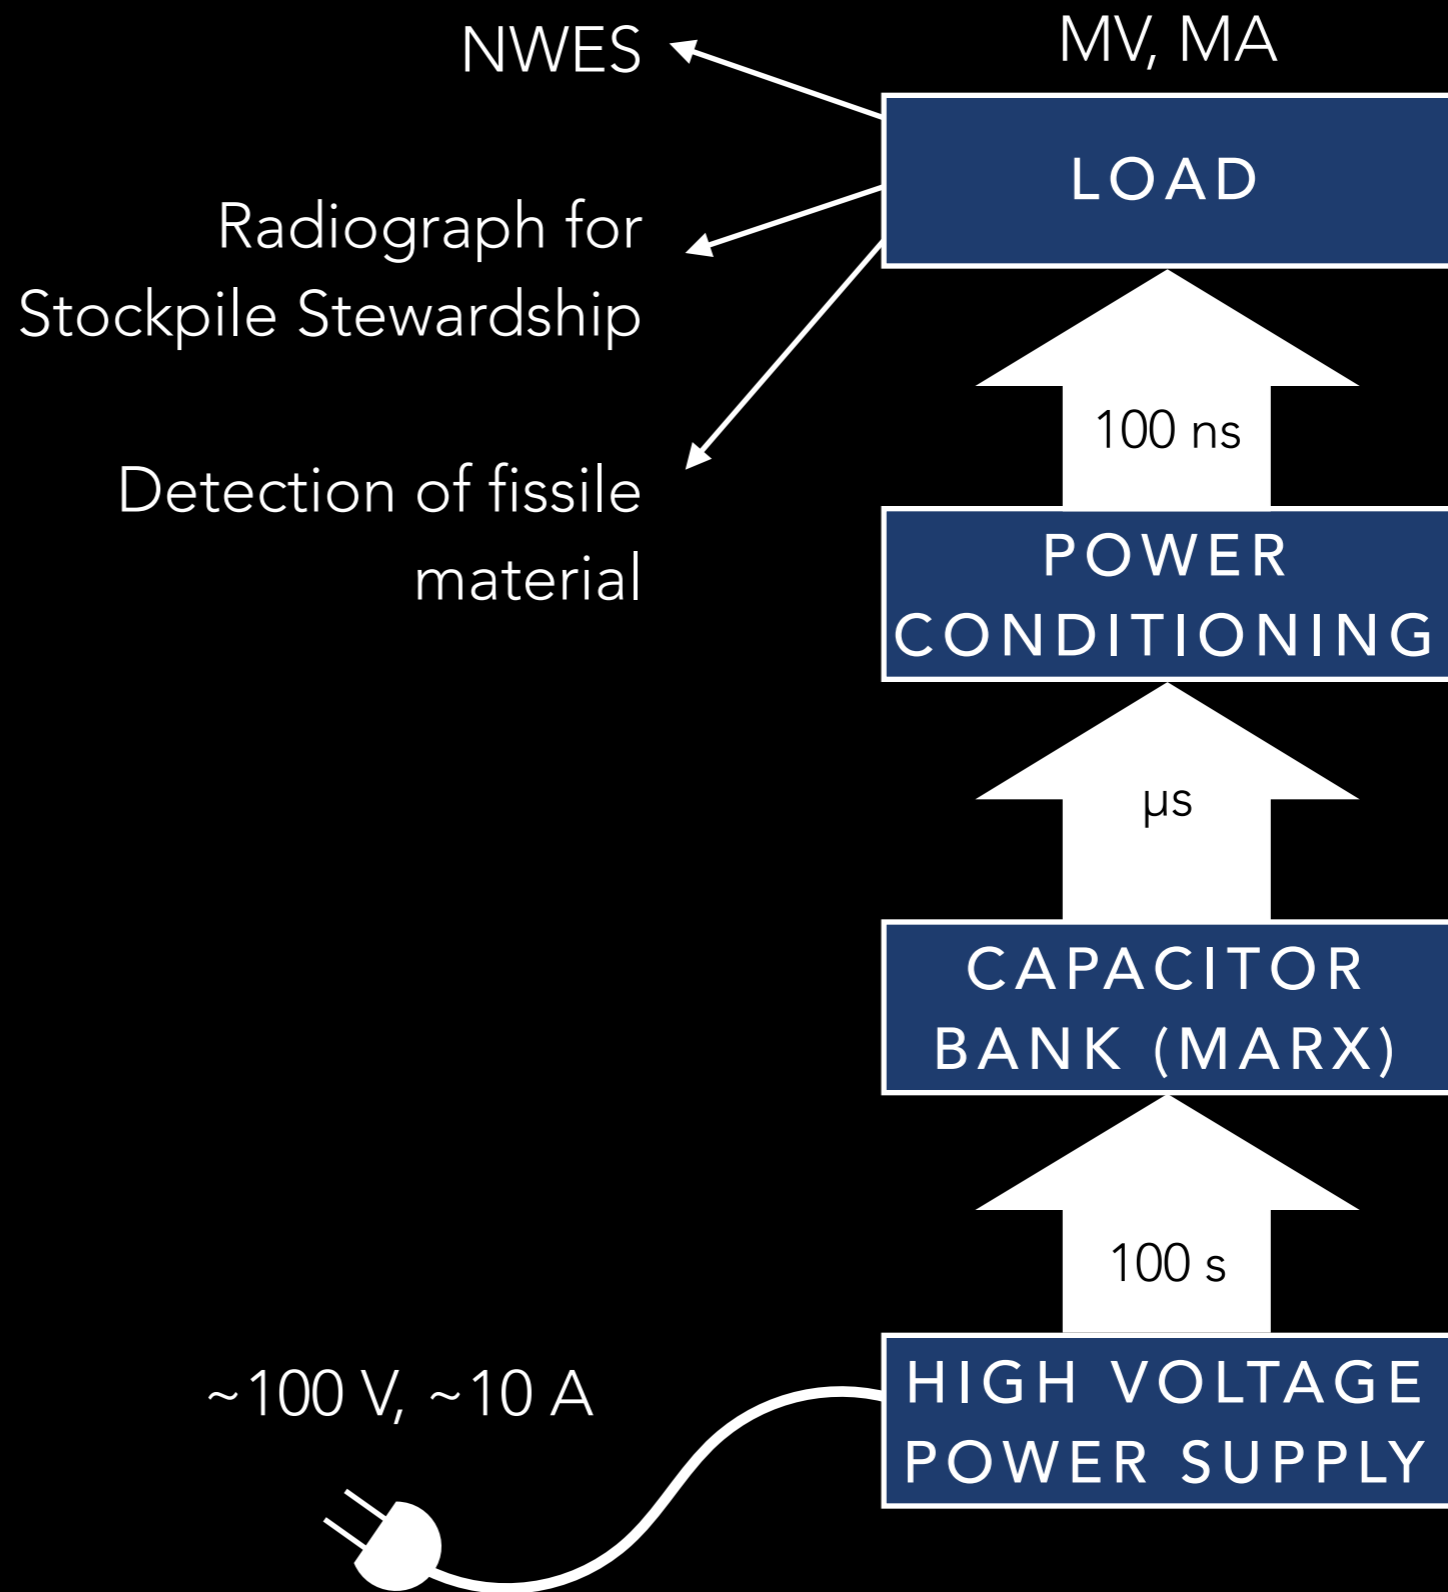 NWES
MV, MA
LOAD
Radiograph for
Stockpile Stewardship
100 ns
Detection of fissile
material
POWER
CONDITIONING
µs
CAPACITOR
BANK (MARX)
100 s
~100 V, ~10 A
HIGH VOLTAGE
POWER SUPPLY